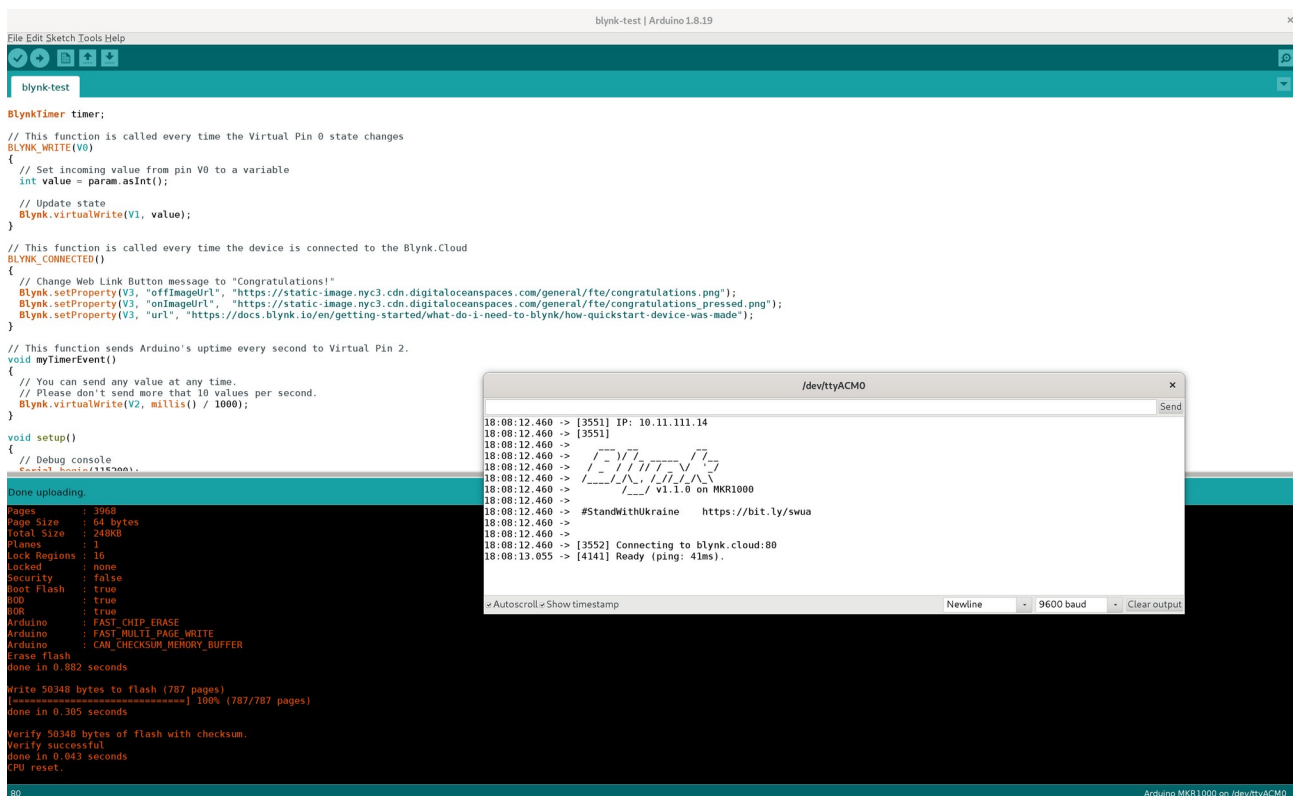 blynk-test | Arduino 1.8.19
×
File Edit Sketch Tools Help
blynk-test
BlynkTimer timer;
// This function is called every time the Virtual Pin 0 state changes
BLYNK_WRITE(V0)
{
// Set incoming value from pin V0 to a variable
int value = param.asInt();
// Update state
Blynk.virtualWrite(V1, value);
}
// This function is called every time the device is connected to the Blynk.Cloud
BLYNK_CONNECTED()
{
// Change Web Link Button message to "Congratulations!"
Blynk.setProperty(V3, "offImageUrl", "https://static-image.nyc3.cdn.digitaloceanspaces.com/general/fte/congratulations.png");
Blynk.setProperty(V3, "onImageUrl",  "https://static-image.nyc3.cdn.digitaloceanspaces.com/general/fte/congratulations_pressed.png");
Blynk.setProperty(V3, "url", "https://docs.blynk.io/en/getting-started/what-do-i-need-to-blynk/how-quickstart-device-was-made");
}
// This function sends Arduino's uptime every second to Virtual Pin 2.
void myTimerEvent()
{
// You can send any value at any time.
// Please don't send more that 10 values per second.
Blynk.virtualWrite(V2, millis() / 1000);
}
void setup()
{
// Debug console
Serial.begin(115200);
Done uploading.
Pages : 3968
Page Size : 64 bytes
Total Size : 248KB
Planes : 1
Lock Regions : 16
Locked : none
Security : false
Boot Flash : true
BOD : true
BOR : true
Arduino : FAST_CHIP_ERASE
Arduino : FAST_MULTI_PAGE_WRITE
Arduino : CAN_CHECKSUM_MEMORY_BUFFER
Erase flash
done in 0.882 seconds
Write 50348 bytes to flash (787 pages)
[==============================] 100% (787/787 pages)
done in 0.305 seconds
Verify 50348 bytes of flash with checksum.
Verify successful
done in 0.043 seconds
CPU reset.
80
Arduino MKR1000 on /dev/ttyACM0
/dev/ttyACM0
×
Send
18:08:12.460 -> [3551] IP: 10.11.111.14
18:08:12.460 -> [3551]
18:08:12.460 ->     ___  __          __
18:08:12.460 ->    / _ )/ /_ _____  / /__
18:08:12.460 ->   / _  / / // / _ \/  '_/
18:08:12.460 ->  /____/_/\_, /_//_/_/\_\
18:08:12.460 ->        /___/ v1.1.0 on MKR1000
18:08:12.460 ->
18:08:12.460 ->  #StandWithUkraine    https://bit.ly/swua
18:08:12.460 ->
18:08:12.460 ->
18:08:12.460 -> [3552] Connecting to blynk.cloud:80
18:08:13.055 -> [4141] Ready (ping: 41ms).
Autoscroll Show timestamp
Newline
9600 baud
Clear output